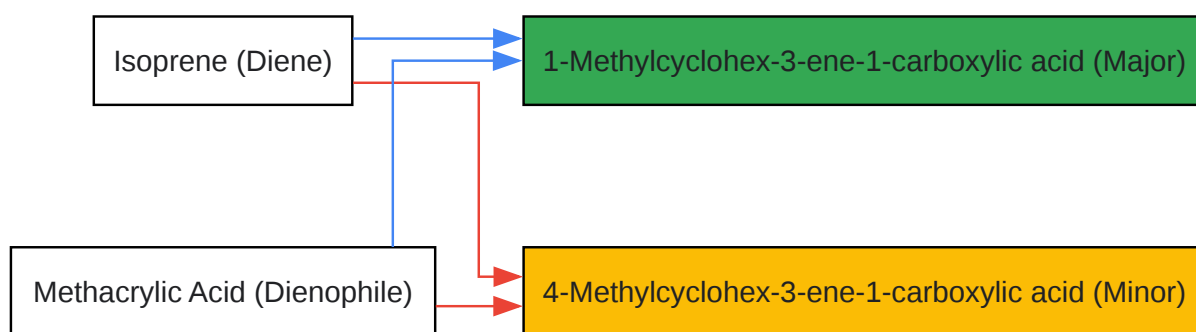 Isoprene (Diene)
1-Methylcyclohex-3-ene-1-carboxylic acid (Major)
Methacrylic Acid (Dienophile)
4-Methylcyclohex-3-ene-1-carboxylic acid (Minor)